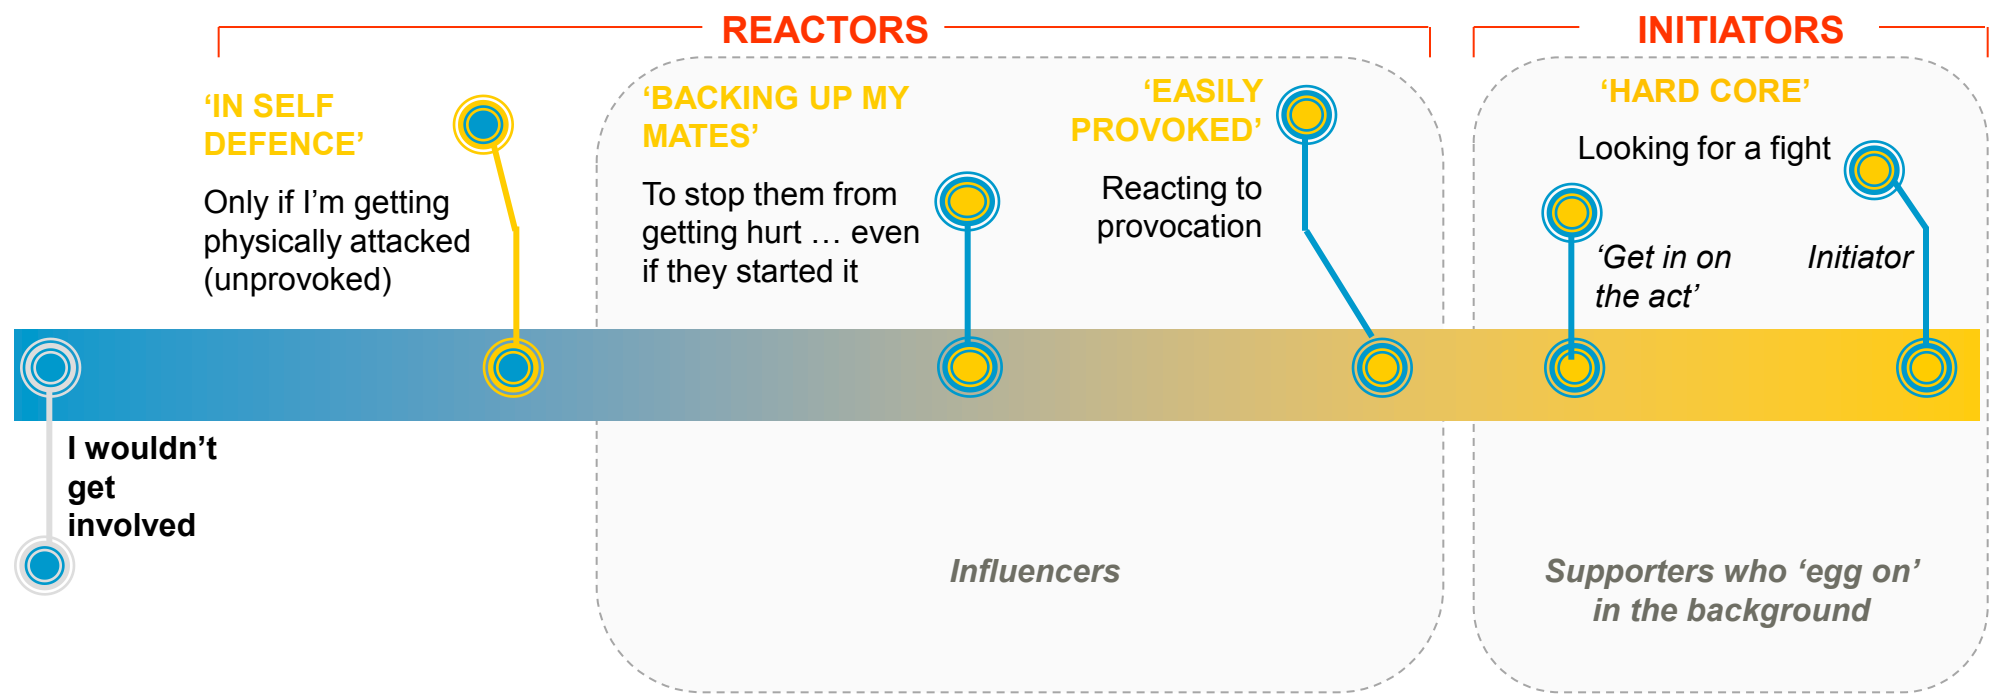 REACTORS
INITIATORS
‘IN SELF
DEFENCE’
Only if I’m getting
physically attacked
(unprovoked)
‘BACKING UP MY
MATES’
To stop them from
getting hurt … even
if they started it
‘EASILY
PROVOKED’
Reacting to
provocation
‘HARD CORE’
Looking for a fight
‘Get in on
the act’
Initiator
I wouldn’t
get
involved
Influencers
Supporters who ‘egg on’
in the background